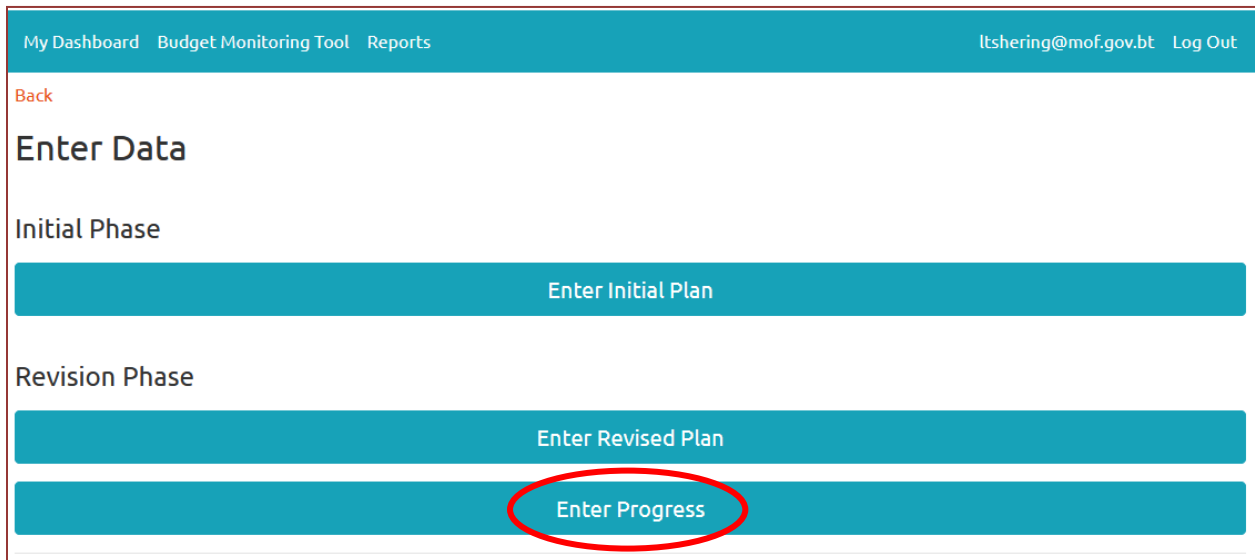 My Dashboard Budget Monitoring Tool Reports ltshering@mof.gov.bt Log Out
Back
Enter Data
Initial Phase
Enter Initial Plan
Revision Phase
Enter Revised Plan
Enter Progress